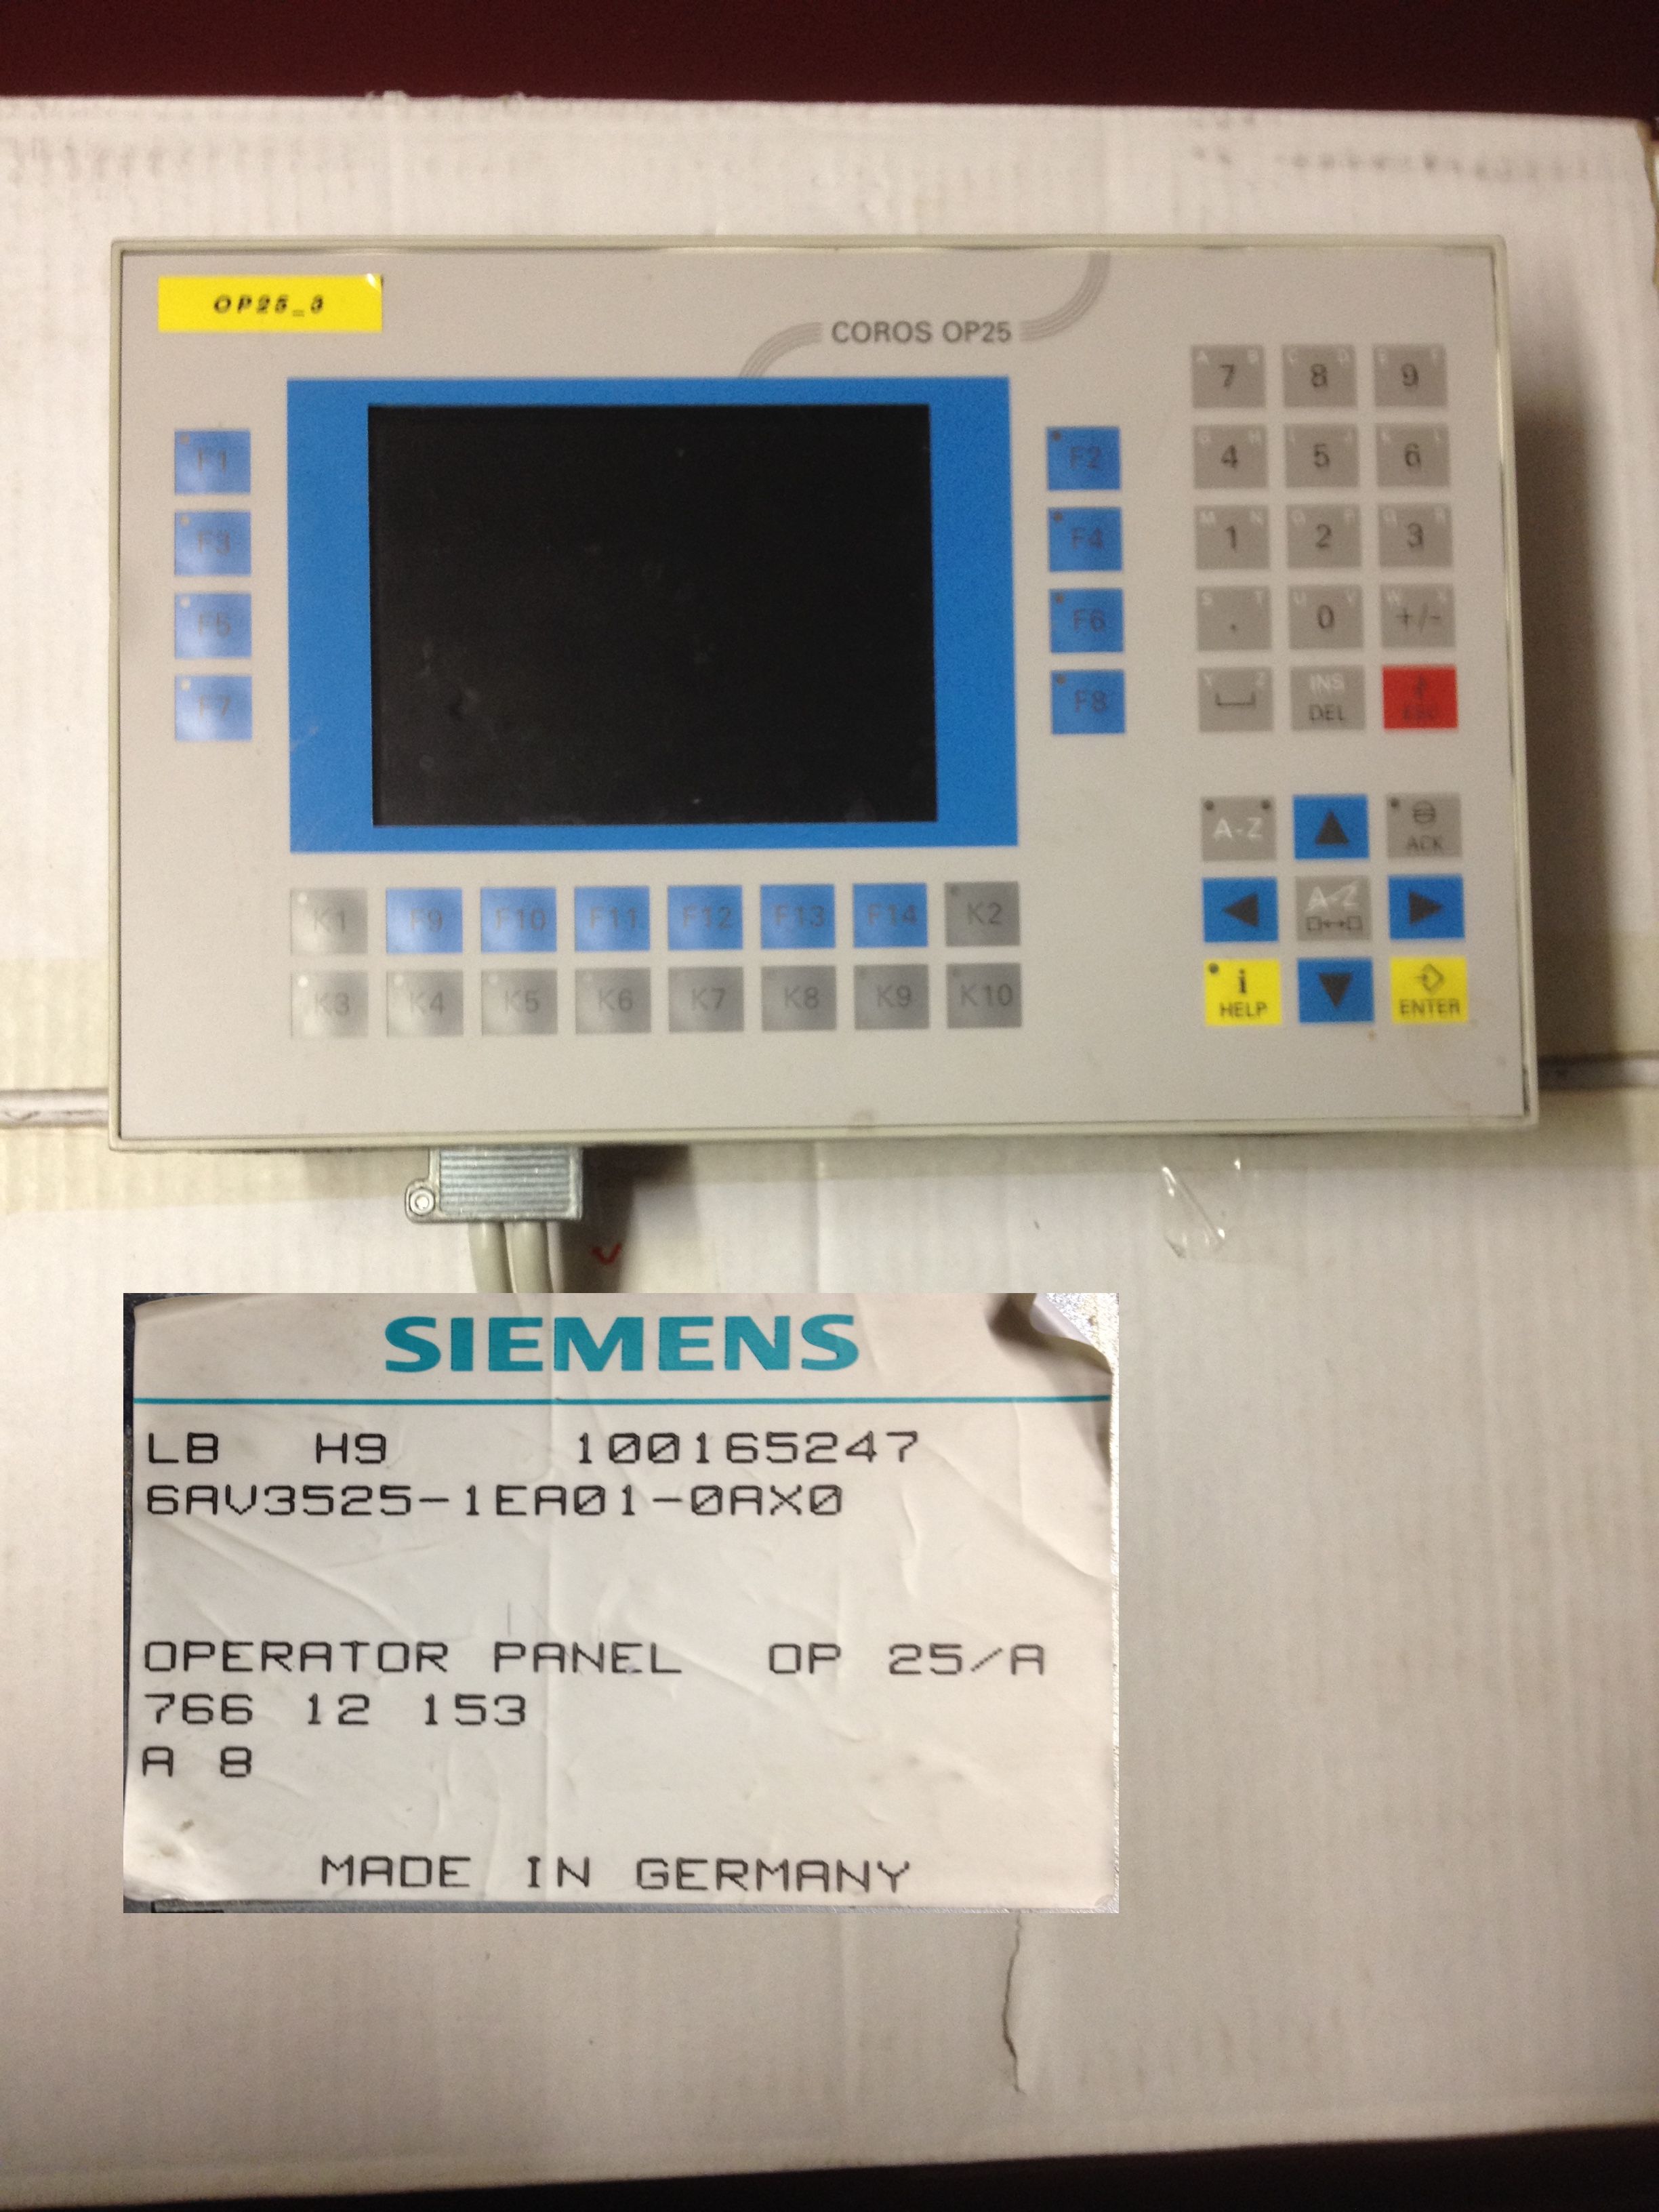 OP25_3
COROS OP25
A B C D E F
7 8 9
F1 F2
G H I J K L
4 5 6
F3 F4
M N O P Q R
1 2 3
F5 F6
S T U V W X
. 0 +/-
F7 F8
Y Z INS
DEL ESC
A-Z ACK
K1 F9 F10 F11 F12 F13 F14 K2
A-Z
K3 K4 K5 K6 K7 K8 K9 K10
i
HELP ENTER
SIEMENS
LB H9 100165247
6AV3525-1EA01-0AX0
OPERATOR PANEL OP 25/A
766 12 153
A 8
MADE IN GERMANY